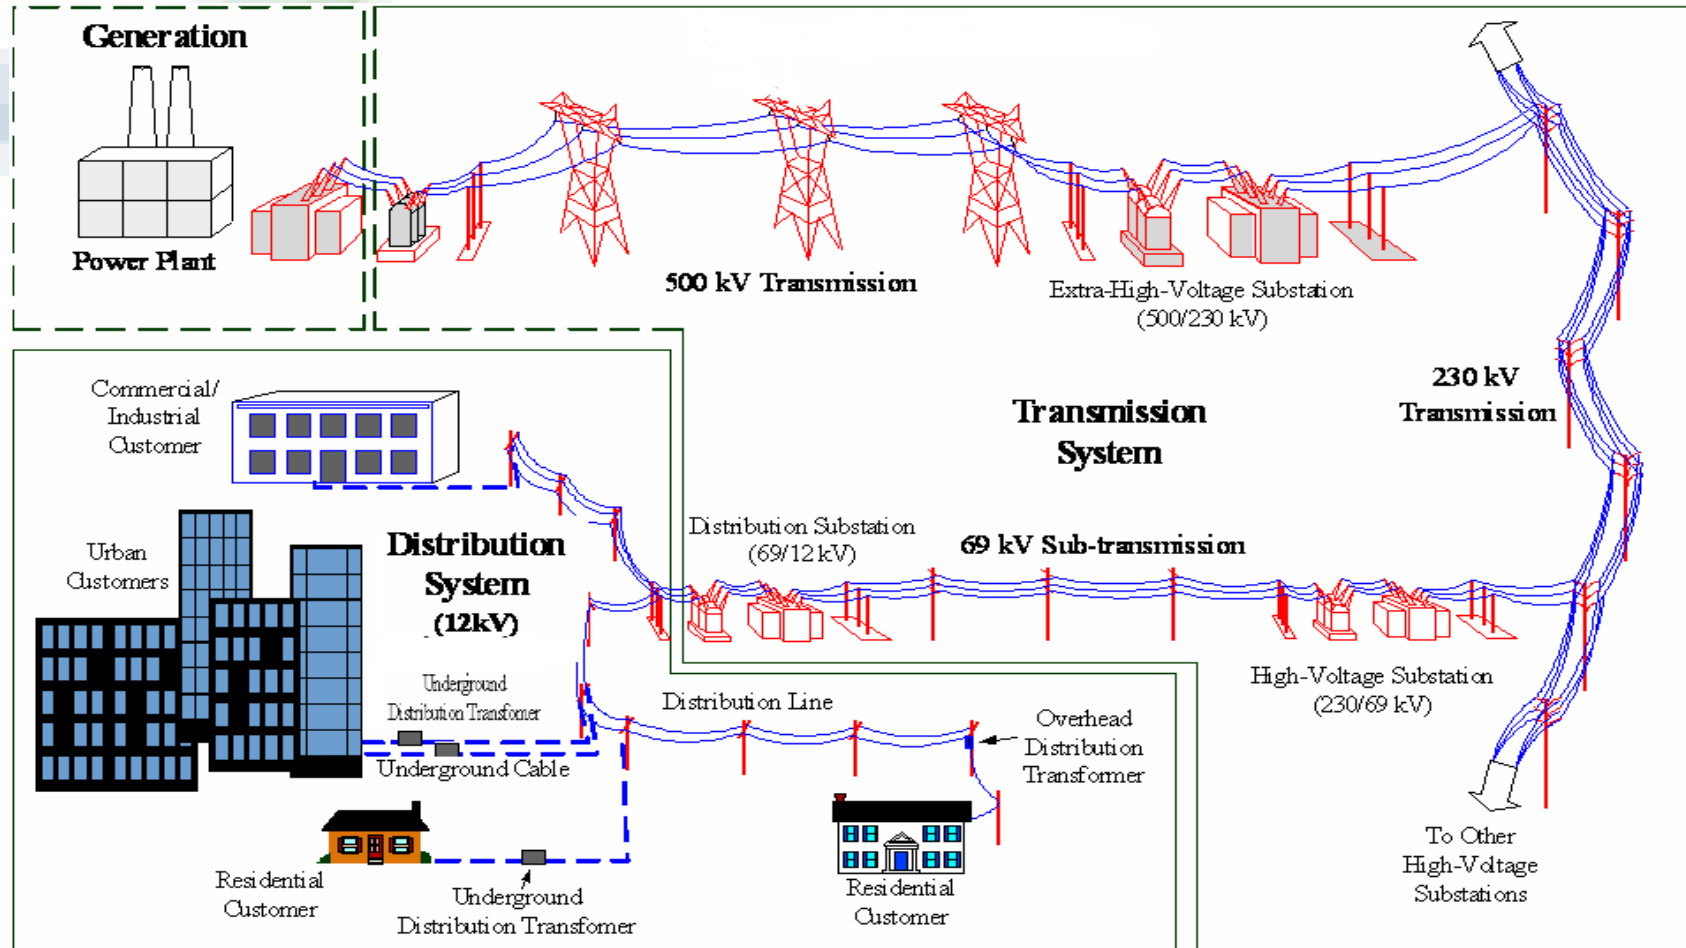 Generation
Power Plant
500 kV Transmission
Extra-High-Voltage Substation
(500/230 kV)
230 kV
Transmission
Transmission
System
Commercial/
Industrial
Customer
Urban
Customers
Distribution
System
(12kV)
Distribution Substation
(69/12 kV)
69 kV Sub-transmission
High-Voltage Substation
(230/69 kV)
Underground
Distribution Transfomer
Underground Cable
Distribution Line
Overhead
Distribution
Transformer
Residential
Customer
Underground
Distribution Transfomer
Residential
Customer
To Other
High-Voltage
Substations